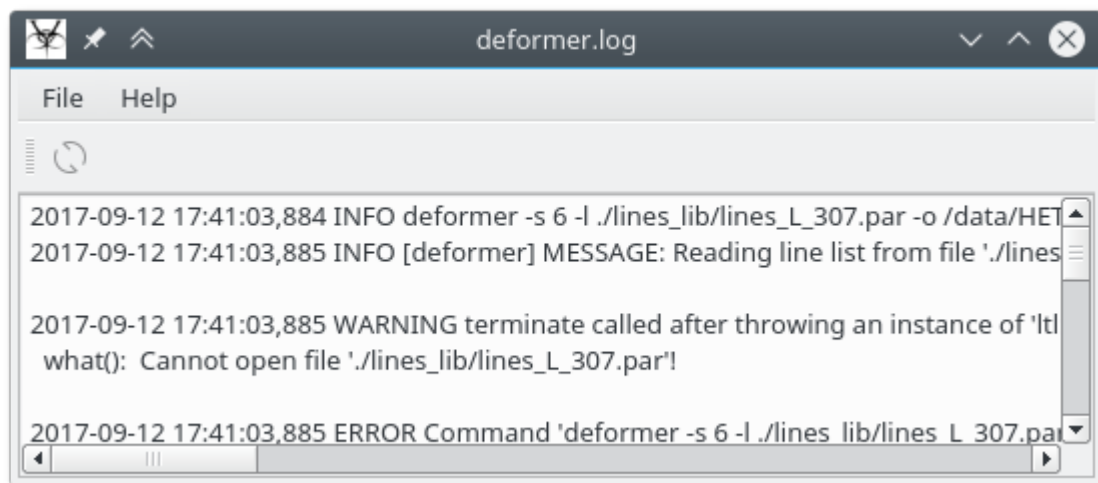 deformer.log
File Help
2017-09-12 17:41:03,884 INFO deformer -s 6 -l ./lines_lib/lines_L_307.par -o /data/HET
2017-09-12 17:41:03,885 INFO [deformer] MESSAGE: Reading line list from file './lines
2017-09-12 17:41:03,885 WARNING terminate called after throwing an instance of 'ltl
what(): Cannot open file './lines_lib/lines_L_307.par'!
2017-09-12 17:41:03,885 ERROR Command 'deformer -s 6 -l ./lines_lib/lines_L_307.par